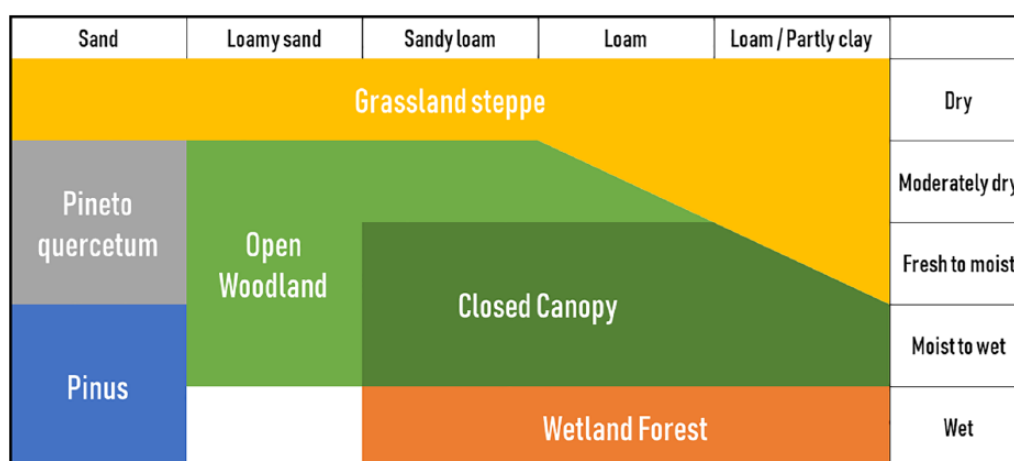 Sand
Loamy sand
Sandy loam
Loam
Loam / Partly clay
Grassland steppe
Dry
Pineto
quercetum
Moderately dry
Open
Woodland
Fresh to moist
Closed Canopy
Moist to wet
Pinus
Wetland Forest
Wet